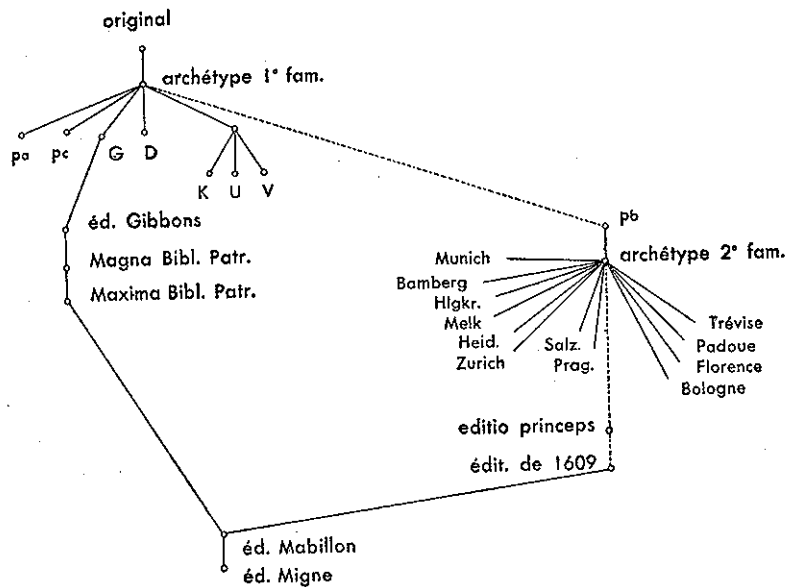 original
archétype 1° fam.
pa
pc
G
D
K
U
V
éd. Gibbons
Magna Bibl. Patr.
Maxima Bibl. Patr.
pb
archétype 2° fam.
Munich
Bamberg
Hlgkr.
Melk
Heid.
Zurich
Salz.
Prag.
Trévise
Padoue
Florence
Bologne
editio princeps
édit. de 1609
éd. Mabillon
éd. Migne